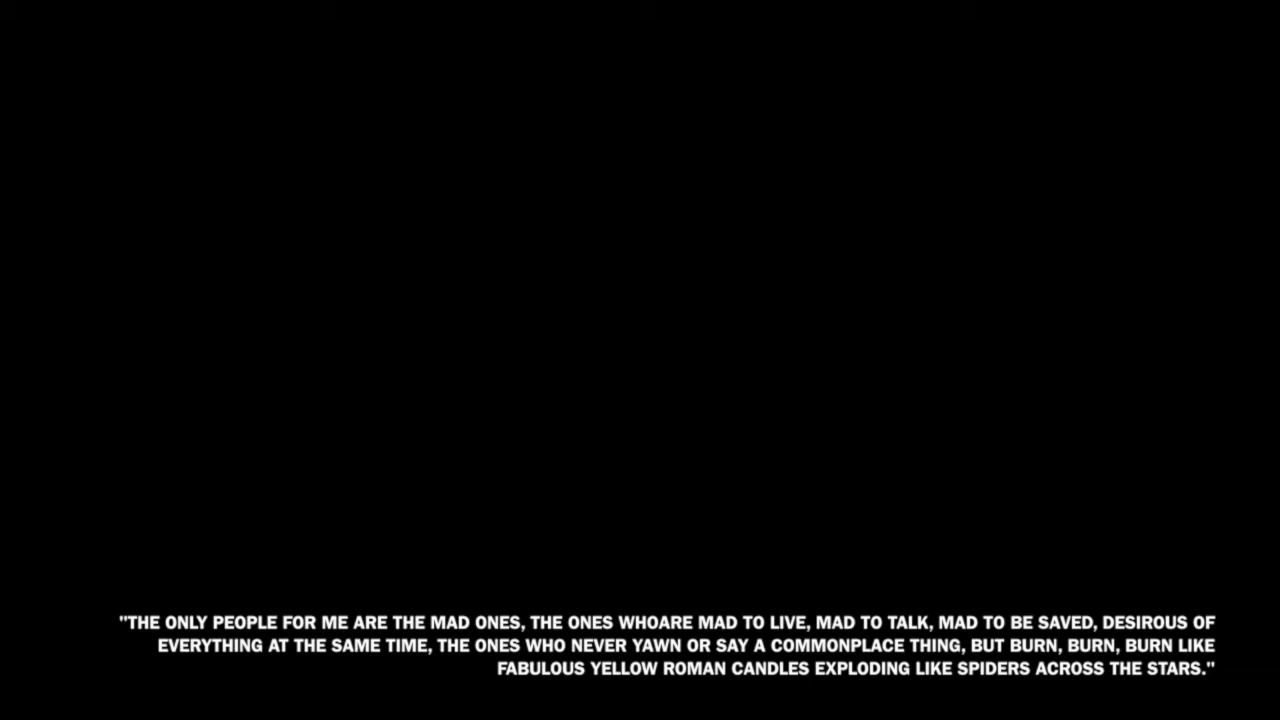 "THE ONLY PEOPLE FOR ME ARE THE MAD ONES, THE ONES WHOARE MAD TO LIVE, MAD TO TALK, MAD TO BE SAVED, DESIROUS OF
EVERYTHING AT THE SAME TIME, THE ONES WHO NEVER YAWN OR SAY A COMMONPLACE THING, BUT BURN, BURN, BURN LIKE
FABULOUS YELLOW ROMAN CANDLES EXPLODING LIKE SPIDERS ACROSS THE STARS."